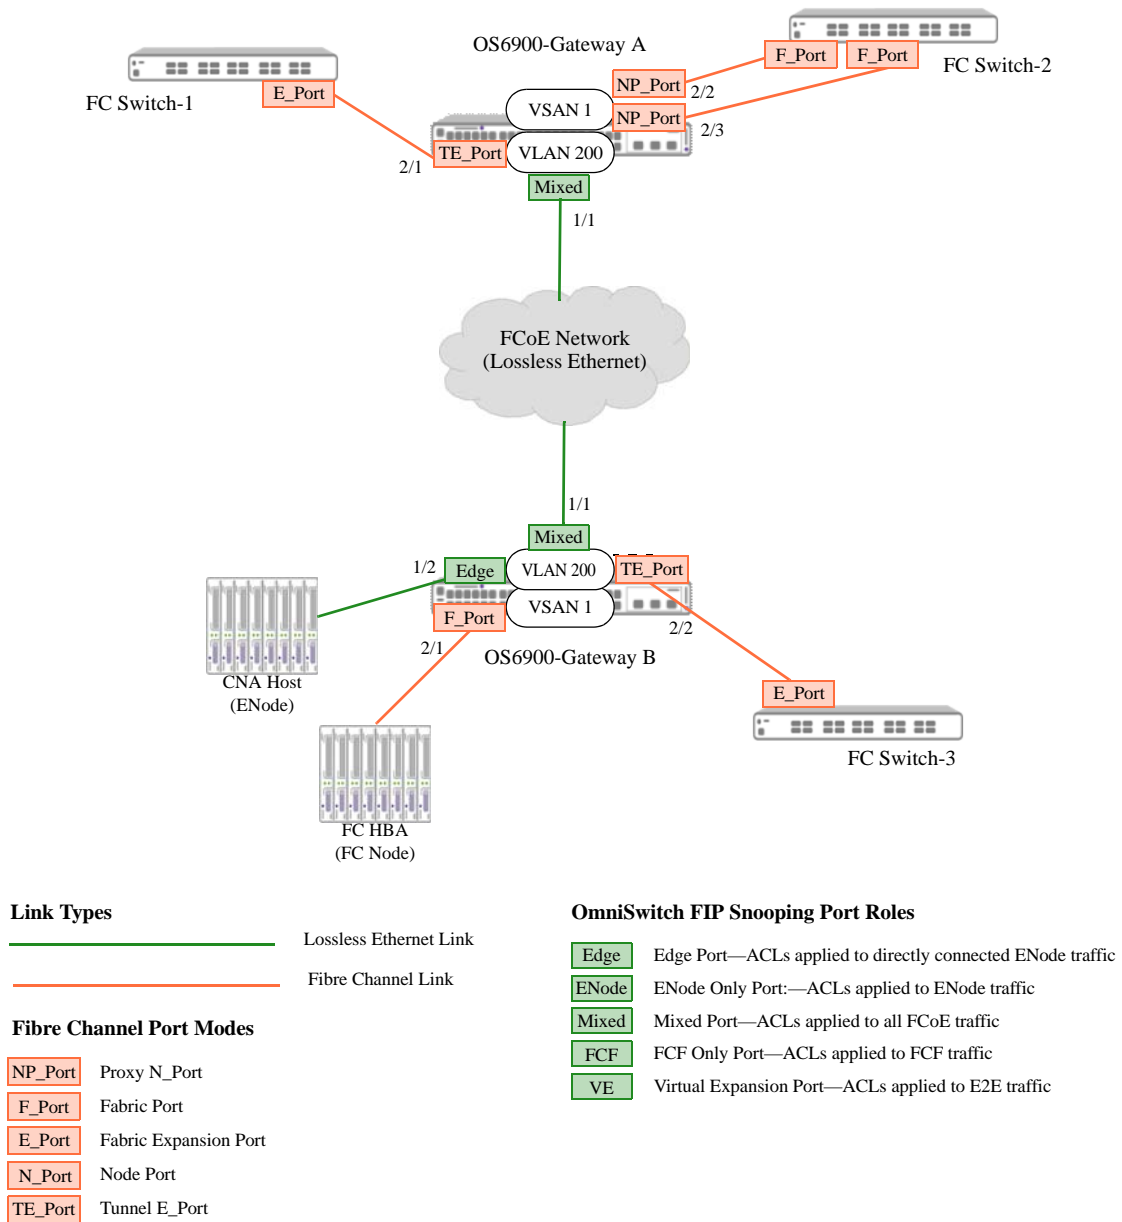 OS6900-Gateway A
F_Port
F_Port
FC Switch-2
FC Switch-1
E_Port
NP_Port
2/2
VSAN 1
NP_Port
2/3
TE_Port
VLAN 200
2/1
Mixed
1/1
FCoE Network
(Lossless Ethernet)
1/1
Mixed
1/2
Edge
VLAN 200
TE_Port
F_Port
VSAN 1
2/2
2/1
OS6900-Gateway B
CNA Host
(ENode)
E_Port
FC Switch-3
FC HBA
(FC Node)
Link Types
Lossless Ethernet Link
Fibre Channel Link
Fibre Channel Port Modes
NP_Port Proxy N_Port
F_Port Fabric Port
E_Port Fabric Expansion Port
N_Port Node Port
TE_Port Tunnel E_Port
OmniSwitch FIP Snooping Port Roles
Edge Edge Port—ACLs applied to directly connected ENode traffic
ENode ENode Only Port:—ACLs applied to ENode traffic
Mixed Mixed Port—ACLs applied to all FCoE traffic
FCF FCF Only Port—ACLs applied to FCF traffic
VE Virtual Expansion Port—ACLs applied to E2E traffic